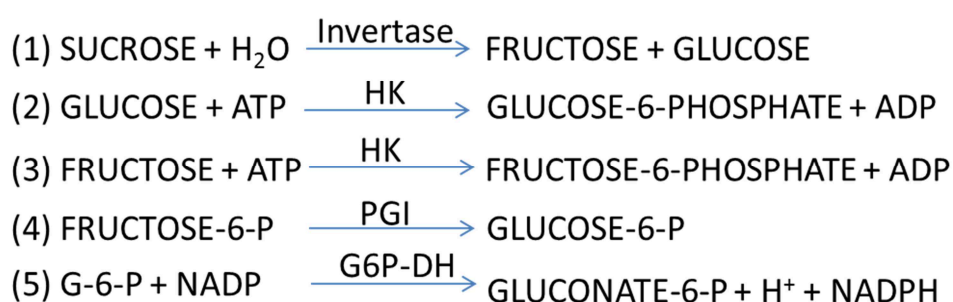 (1) SUCROSE + H₂O Invertase FRUCTOSE + GLUCOSE
(2) GLUCOSE + ATP HK GLUCOSE-6-PHOSPHATE + ADP
(3) FRUCTOSE + ATP HK FRUCTOSE-6-PHOSPHATE + ADP
(4) FRUCTOSE-6-P PGI GLUCOSE-6-P
(5) G-6-P + NADP G6P-DH GLUCONATE-6-P + H⁺ + NADPH